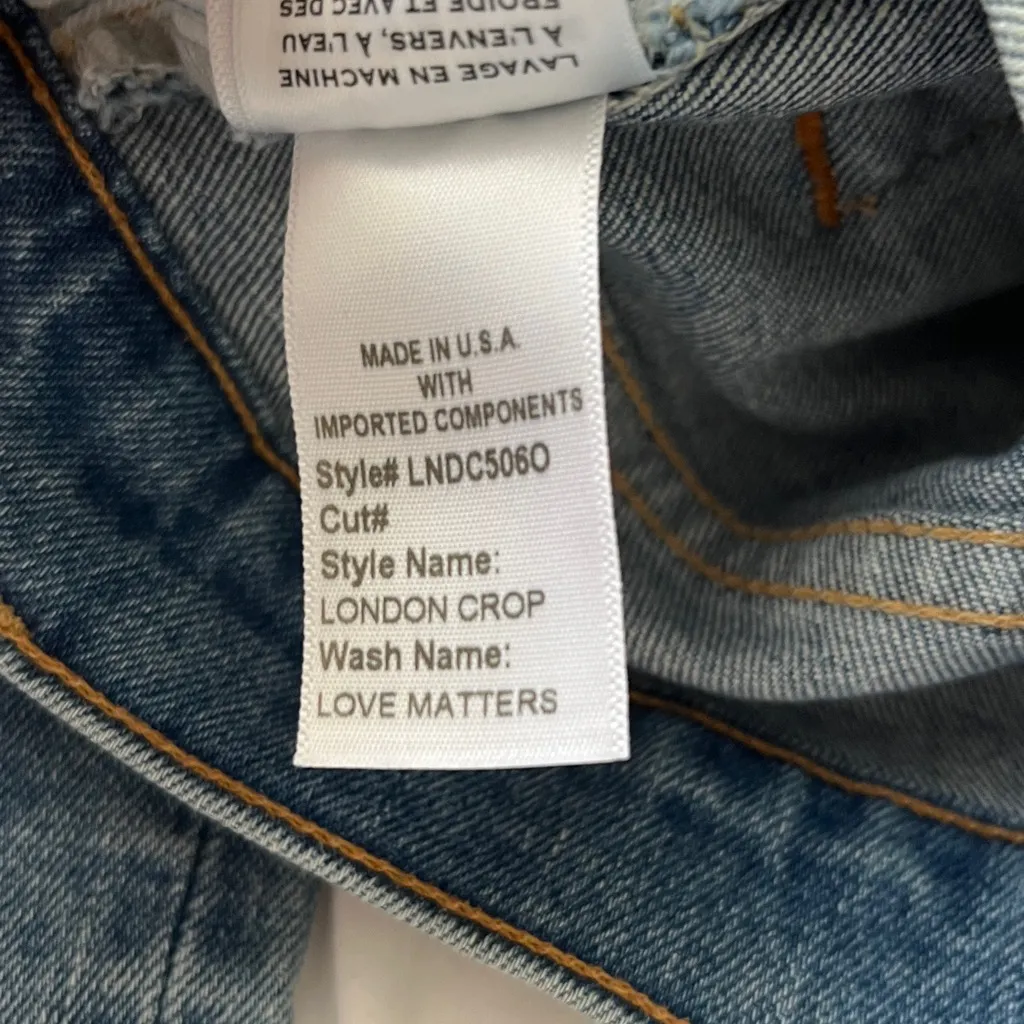 LAVAGE EN MACHINE
À L'ENVERS, À L'EAU
FROIDE ET AVEC DES
MADE IN U.S.A.
WITH
IMPORTED COMPONENTS
Style# LNDC506O
Cut#
Style Name:
LONDON CROP
Wash Name:
LOVE MATTERS